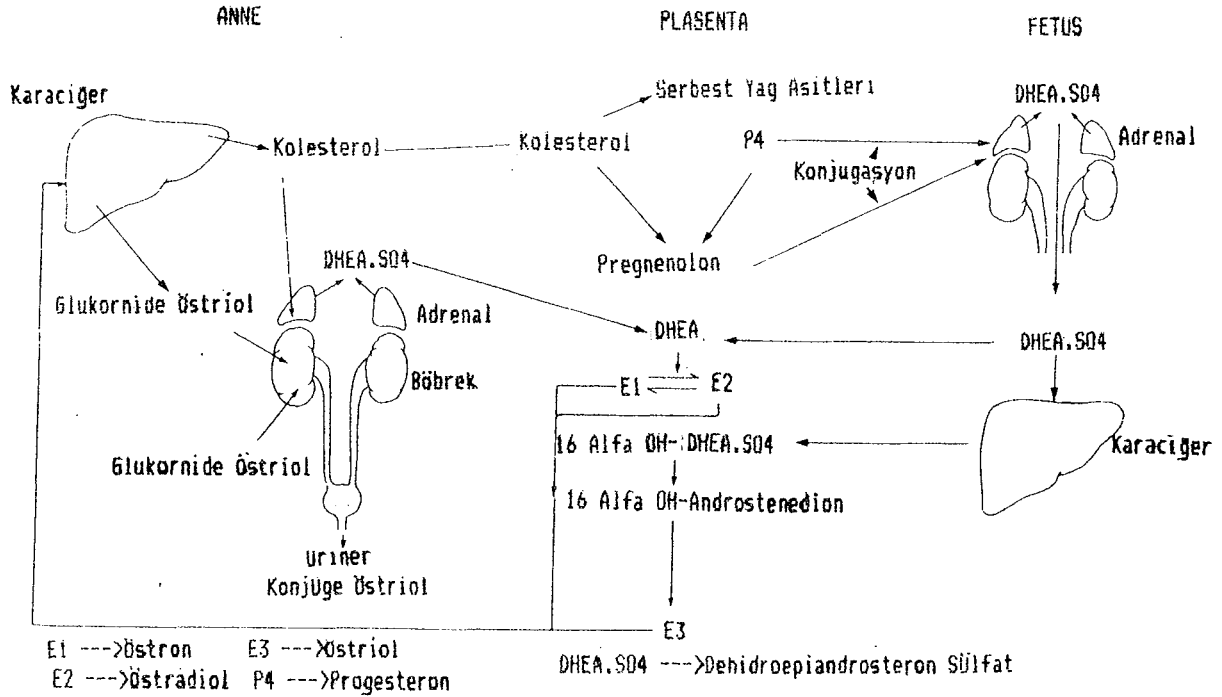 ANNE
PLASENTA
FETUS
Karaciğer
Serbest Yag Asitleri
DHEA.SO4
Kolesterol
Kolesterol
P4
Adrenal
Konjugasyon
Pregnenolon
DHEA.SO4
Glukornide Östriol
Adrenal
DHEA
DHEA.SO4
Böbrek
E1
E2
16 Alfa OH-DHEA.SO4
Karaciğer
Glukornide Östriol
16 Alfa OH-Androstenedion
Uriner
Konjüge Östriol
E3
E1 --->Östron E3 --->Östriol
E2 --->Östradiol P4 --->Progesteron
DHEA.SO4 --->Dehidroepiandrosteron Sülfat